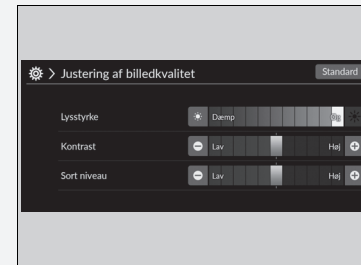 Justering af billedkvalitet
Standard
Lysstyrke Dæmp
Kontrast Lav Høj
Sort niveau Lav Høj